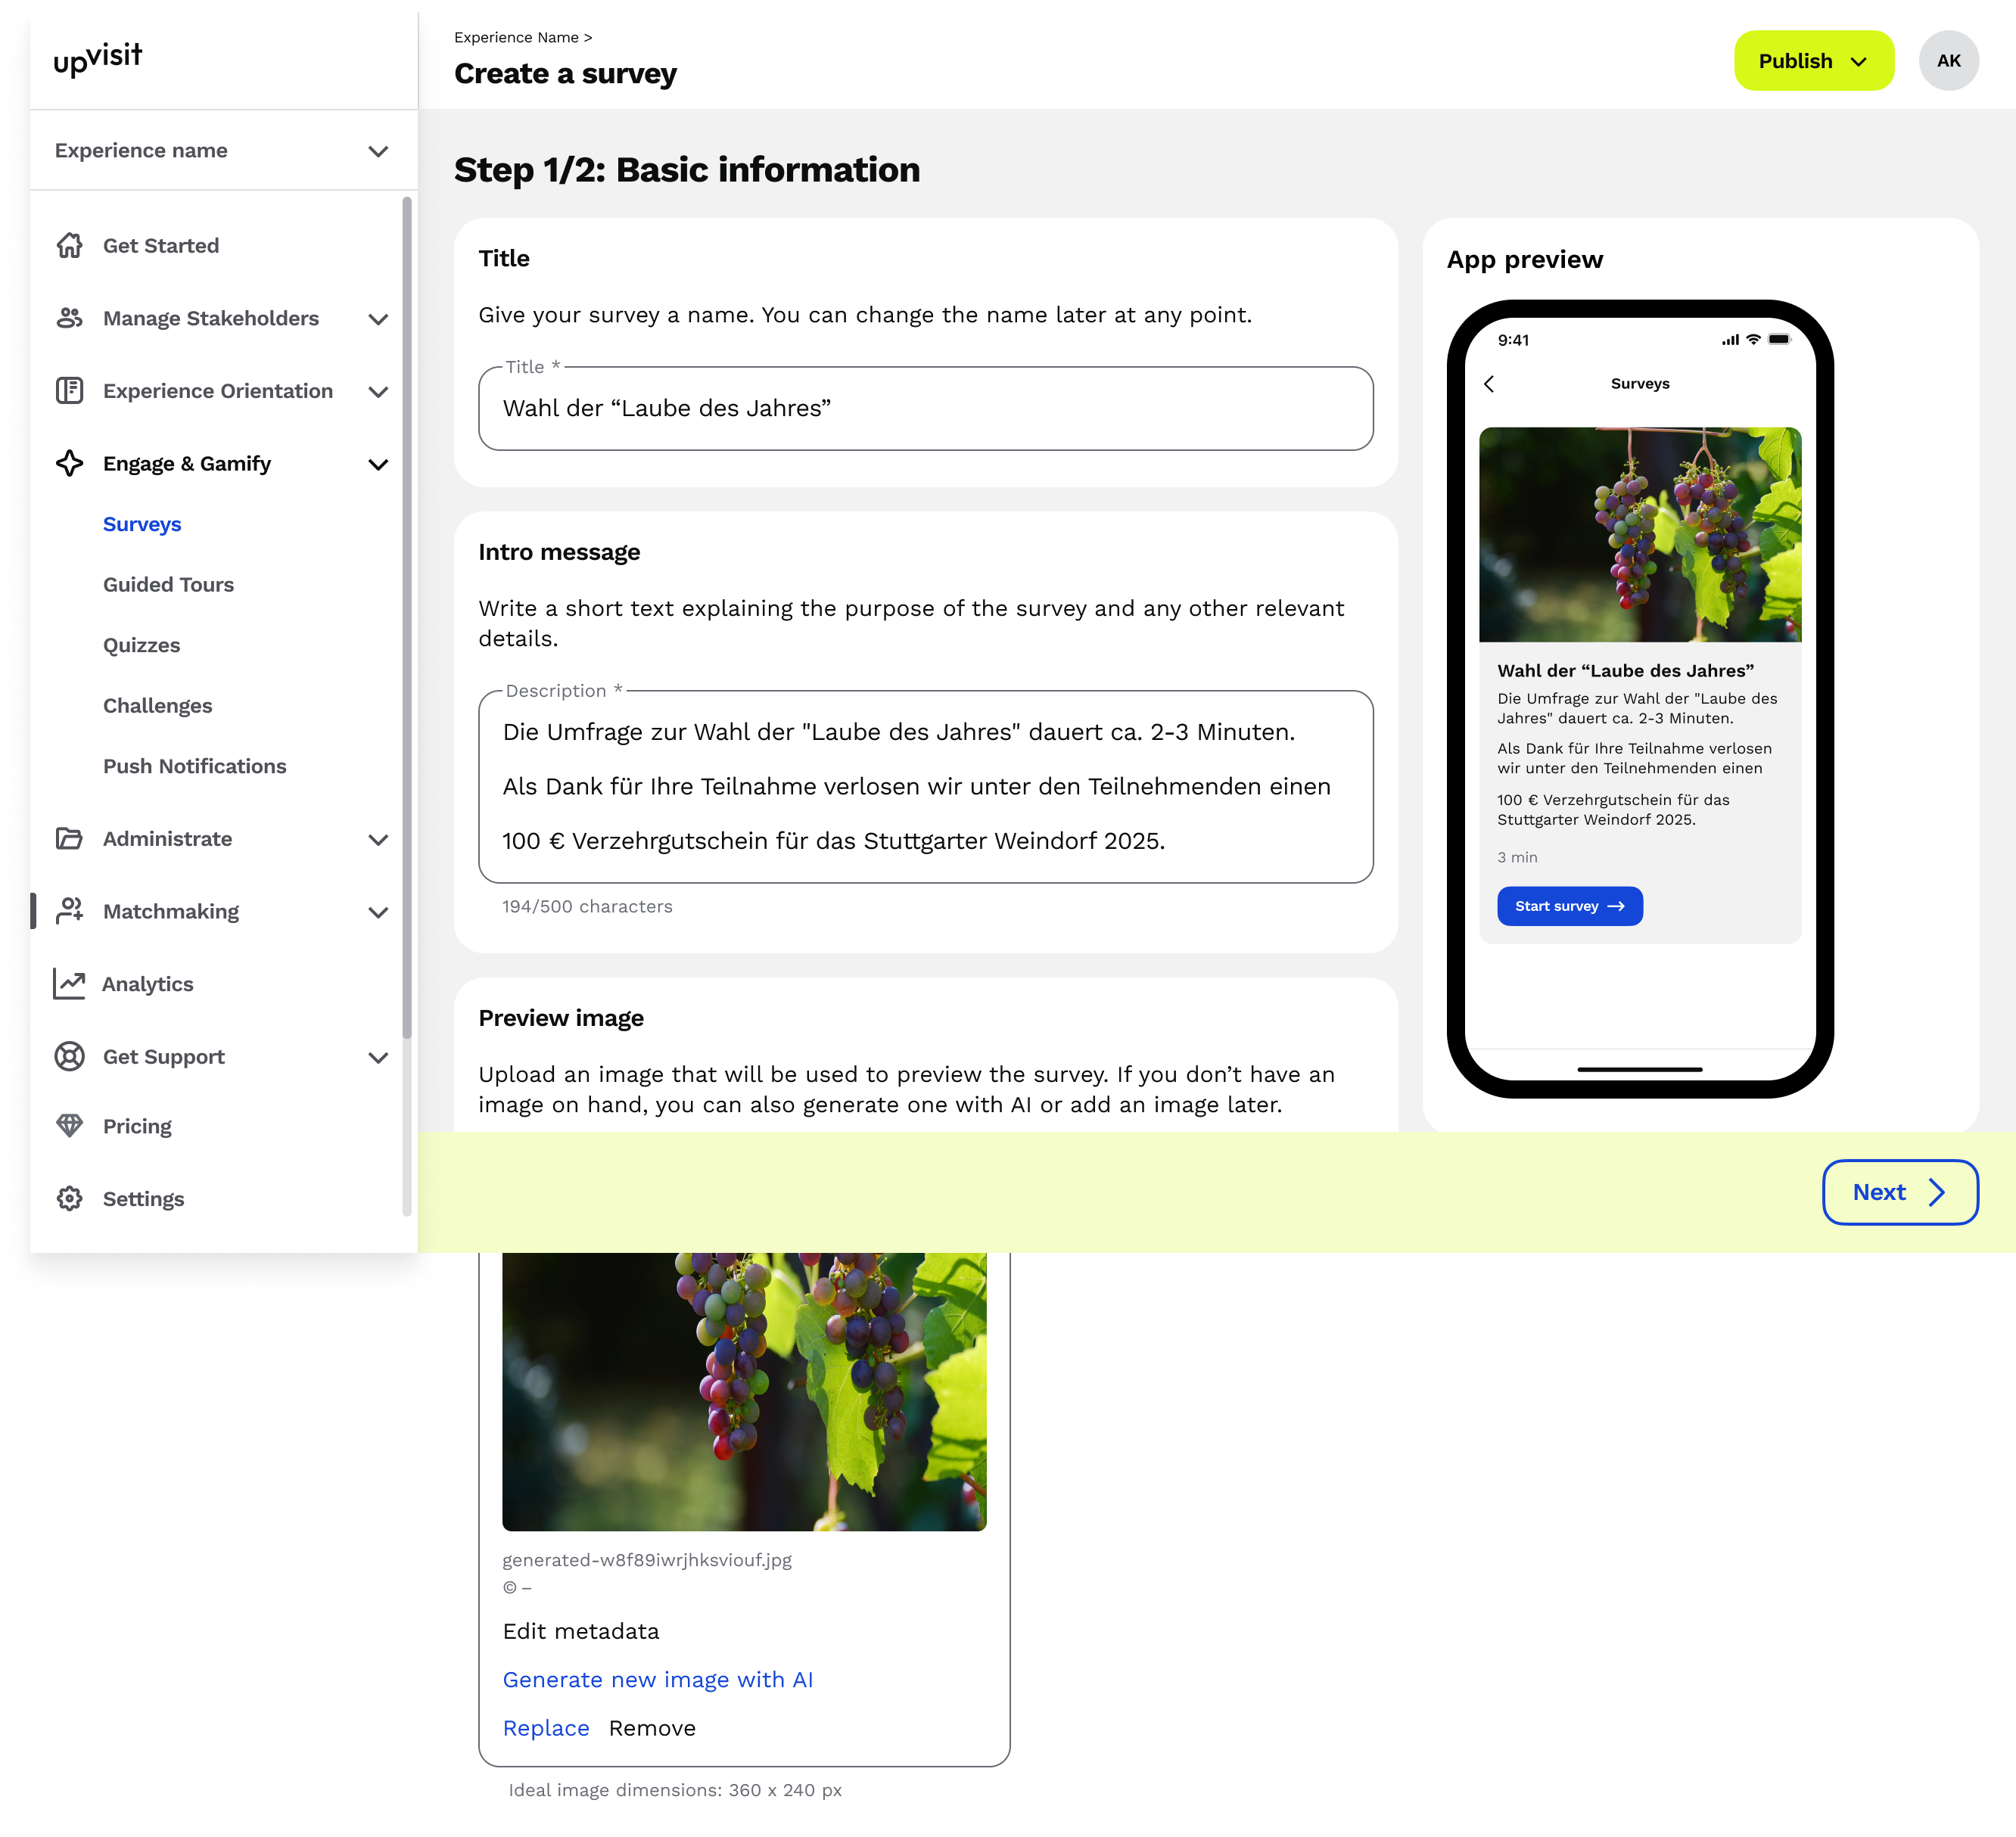 upvisit
Experience name
Get Started
Manage Stakeholders
Experience Orientation
Engage & Gamify
Surveys
Guided Tours
Quizzes
Challenges
Push Notifications
Administrate
Matchmaking
Analytics
Get Support
Pricing
Settings
Experience Name >
Create a survey
Publish
AK
Step 1/2: Basic information
Title
Give your survey a name. You can change the name later at any point.
Title *
Wahl der “Laube des Jahres”
Intro message
Write a short text explaining the purpose of the survey and any other relevant
details.
Description *
Die Umfrage zur Wahl der "Laube des Jahres" dauert ca. 2-3 Minuten.
Als Dank für Ihre Teilnahme verlosen wir unter den Teilnehmenden einen
100 € Verzehrgutschein für das Stuttgarter Weindorf 2025.
194/500 characters
Preview image
Upload an image that will be used to preview the survey. If you don’t have an
image on hand, you can also generate one with AI or add an image later.
App preview
9:41
Surveys
Wahl der “Laube des Jahres”
Die Umfrage zur Wahl der "Laube des
Jahres" dauert ca. 2-3 Minuten.
Als Dank für Ihre Teilnahme verlosen
wir unter den Teilnehmenden einen
100 € Verzehrgutschein für das
Stuttgarter Weindorf 2025.
3 min
Start survey
Next
generated-w8f89iwrjhksviouf.jpg
© –
Edit metadata
Generate new image with AI
Replace Remove
Ideal image dimensions: 360 x 240 px